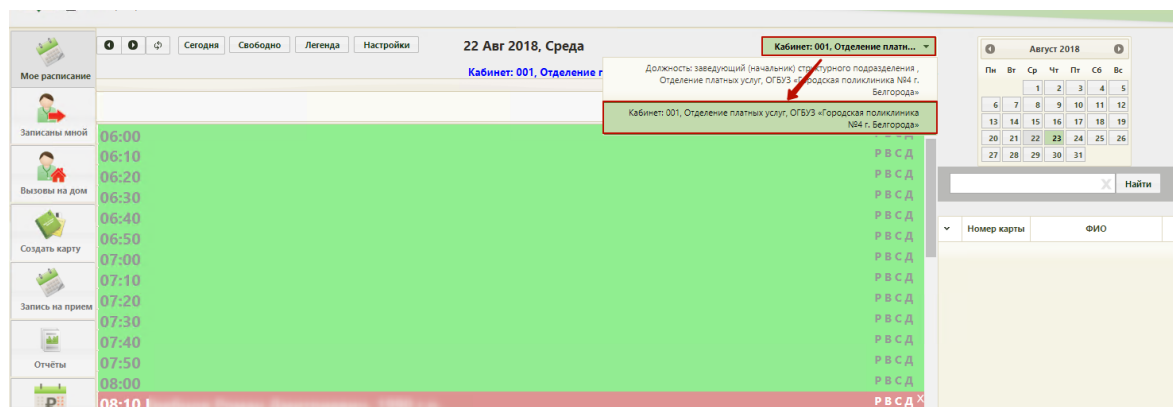 Сегодня Свободно Легенда Настройки 22 Авг 2018, Среда Кабинет: 001, Отделение платн...
Кабинет: 001, Отделение
Должность: заведующий (начальник) структурного подразделения ,
Отделение платных услуг, ОГБУЗ «Городская поликлиника №4 г.
Белгорода»
Кабинет: 001, Отделение платных услуг, ОГБУЗ «Городская поликлиника
№4 г. Белгорода»
Мое расписание
Записаны мной
Вызовы на дом
Создать карту
Запись на прием
Отчёты
06:00
06:10 Р В С Д
06:20 Р В С Д
06:30 Р В С Д
06:40 Р В С Д
06:50 Р В С Д
07:00 Р В С Д
07:10 Р В С Д
07:20 Р В С Д
07:30 Р В С Д
07:40 Р В С Д
07:50 Р В С Д
08:00 Р В С Д
08:10 Р В С Д X
Август 2018
Пн Вт Ср Чт Пт Сб Вс
1 2 3 4 5
6 7 8 9 10 11 12
13 14 15 16 17 18 19
20 21 22 23 24 25 26
27 28 29 30 31
X Найти
Номер карты ФИО